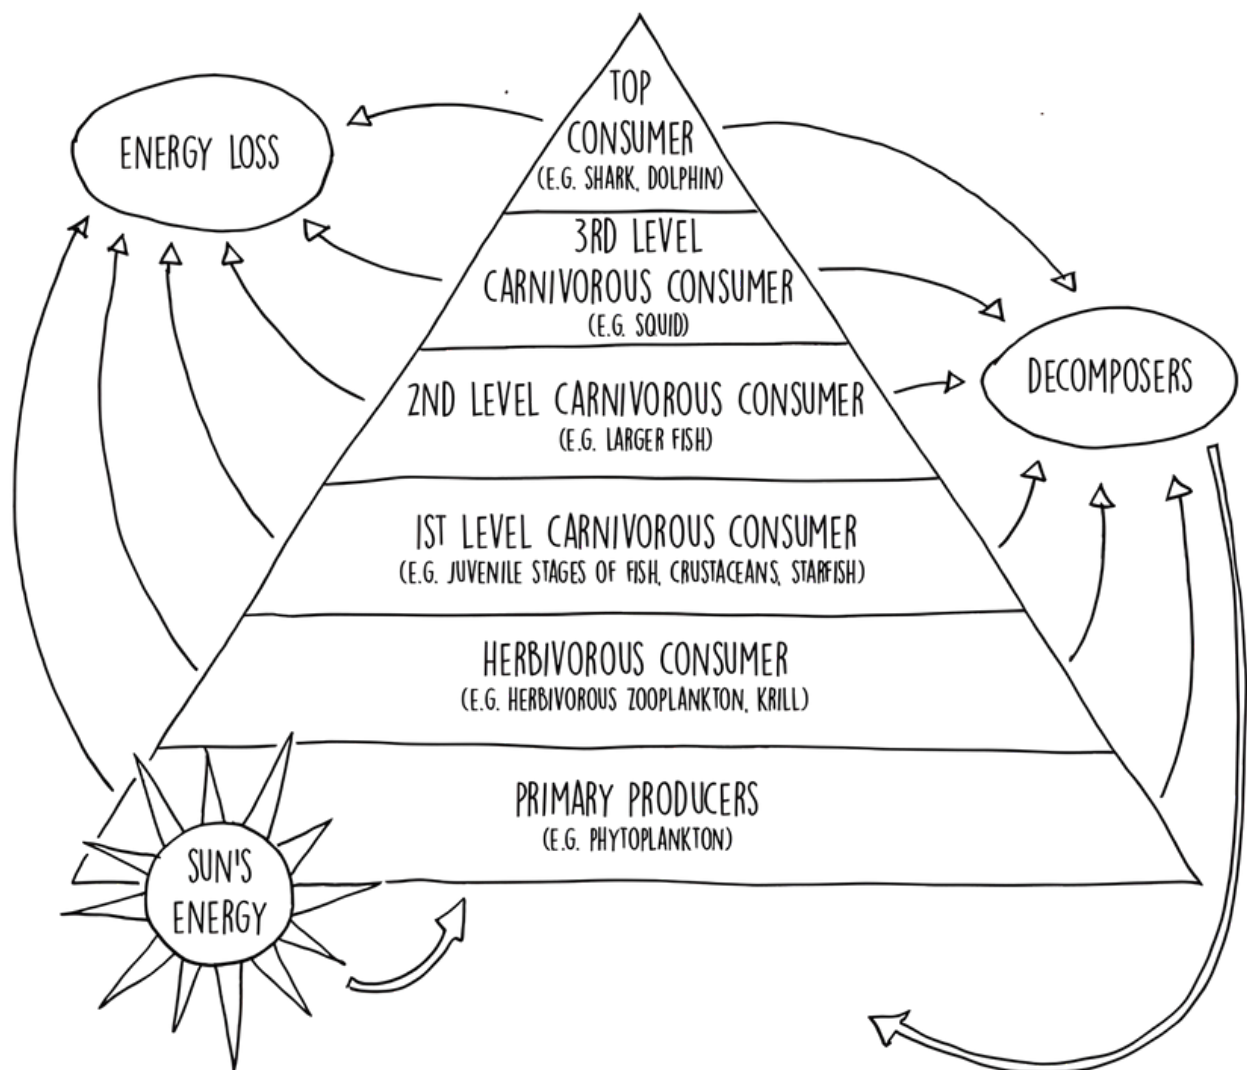 TOP
CONSUMER
(E.G. SHARK, DOLPHIN)
ENERGY LOSS
3RD LEVEL
CARNIVOROUS CONSUMER
(E.G. SQUID)
DECOMPOSERS
2ND LEVEL CARNIVOROUS CONSUMER
(E.G. LARGER FISH)
1ST LEVEL CARNIVOROUS CONSUMER
(E.G. JUVENILE STAGES OF FISH, CRUSTACEANS, STARFISH)
HERBIVOROUS CONSUMER
(E.G. HERBIVOROUS ZOOPLANKTON, KRILL)
PRIMARY PRODUCERS
(E.G. PHYTOPLANKTON)
SUN'S
ENERGY